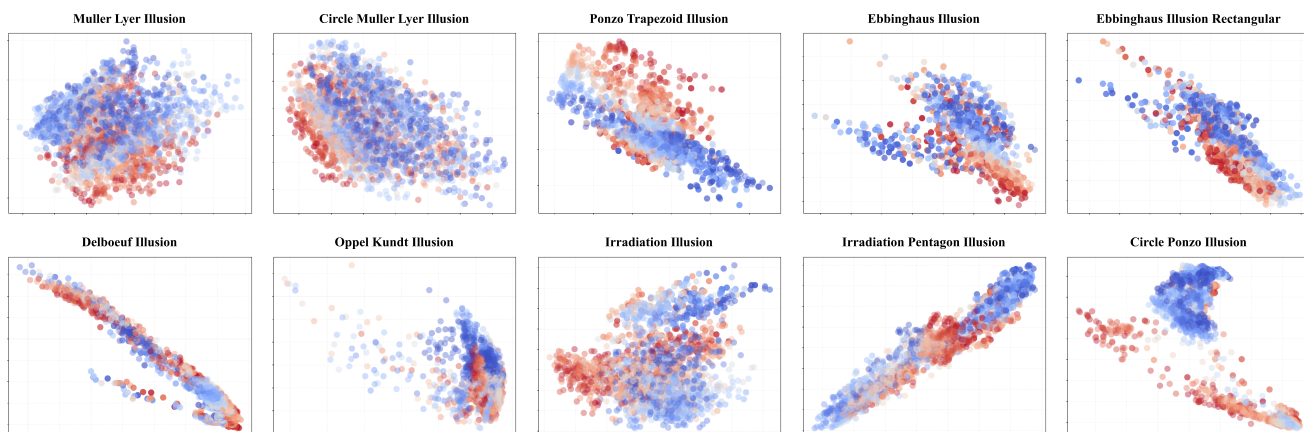 Muller Lyer Illusion
Circle Muller Lyer Illusion
Ponzo Trapezoid Illusion
Ebbinghaus Illusion
Ebbinghaus Illusion Rectangular
Delboeuf Illusion
Oppel Kundt Illusion
Irradiation Illusion
Irradiation Pentagon Illusion
Circle Ponzo Illusion